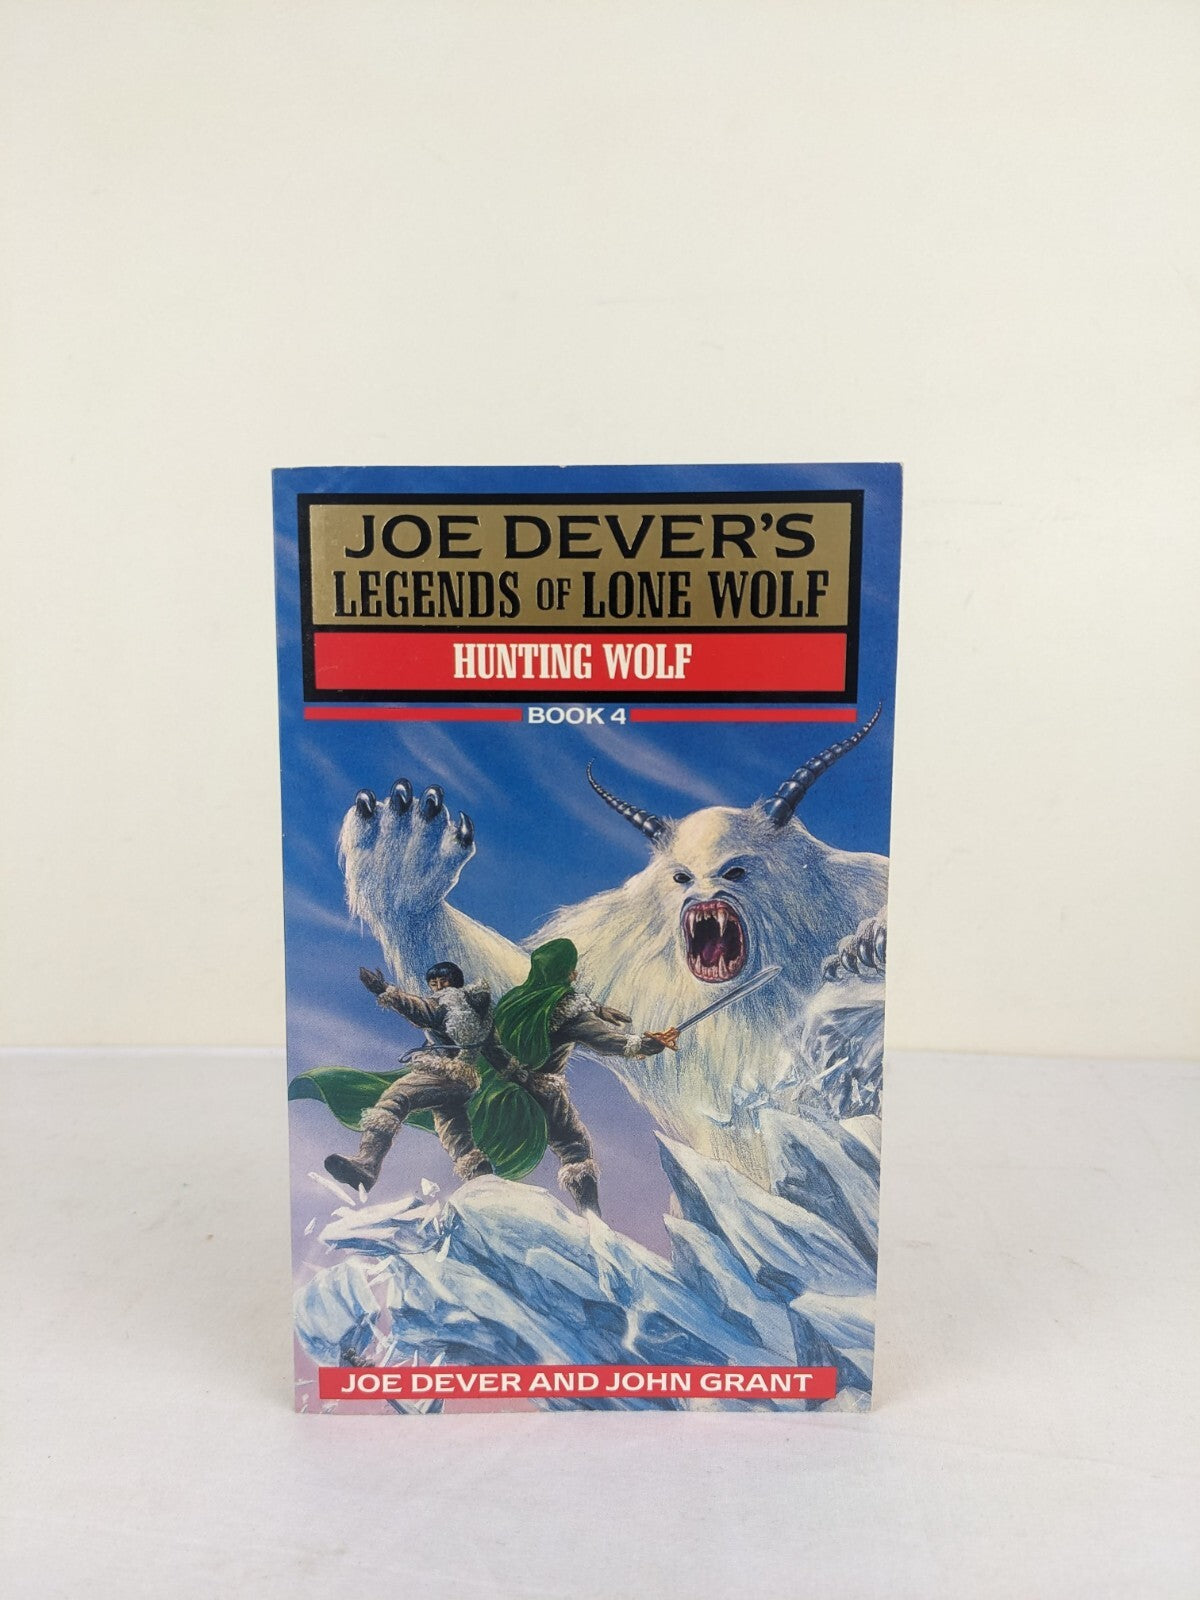 JOE DEVER'S
LEGENDS OF LONE WOLF
HUNTING WOLF
BOOK 4
JOE DEVER AND JOHN GRANT